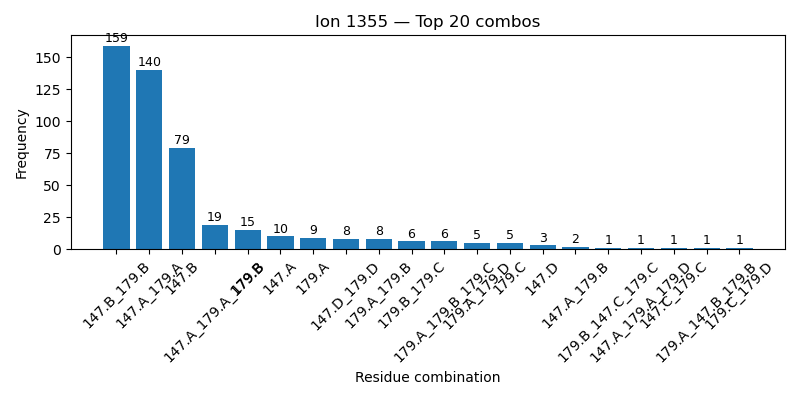 Ion 1355 — Top 20 combos
Frequency
150
125
100
75
50
25
0
159
140
79
19
15
10
9
8
8
6
6
5
5
3
2
1
1
1
1
1
147.B_179.B
147.A_179.A
147.B
147.A_179.A_179.B
179.B
147.A
179.A
147.D_179.D
179.A_179.B
179.B_179.C
179.A_179.B_179.C
179.A_179.D
179.C
147.D
147.A_179.B
179.B_147.C_179.C
147.A_179.A_179.D
147.C_179.C
179.A_147.B_179.B
179.C_179.D
Residue combination